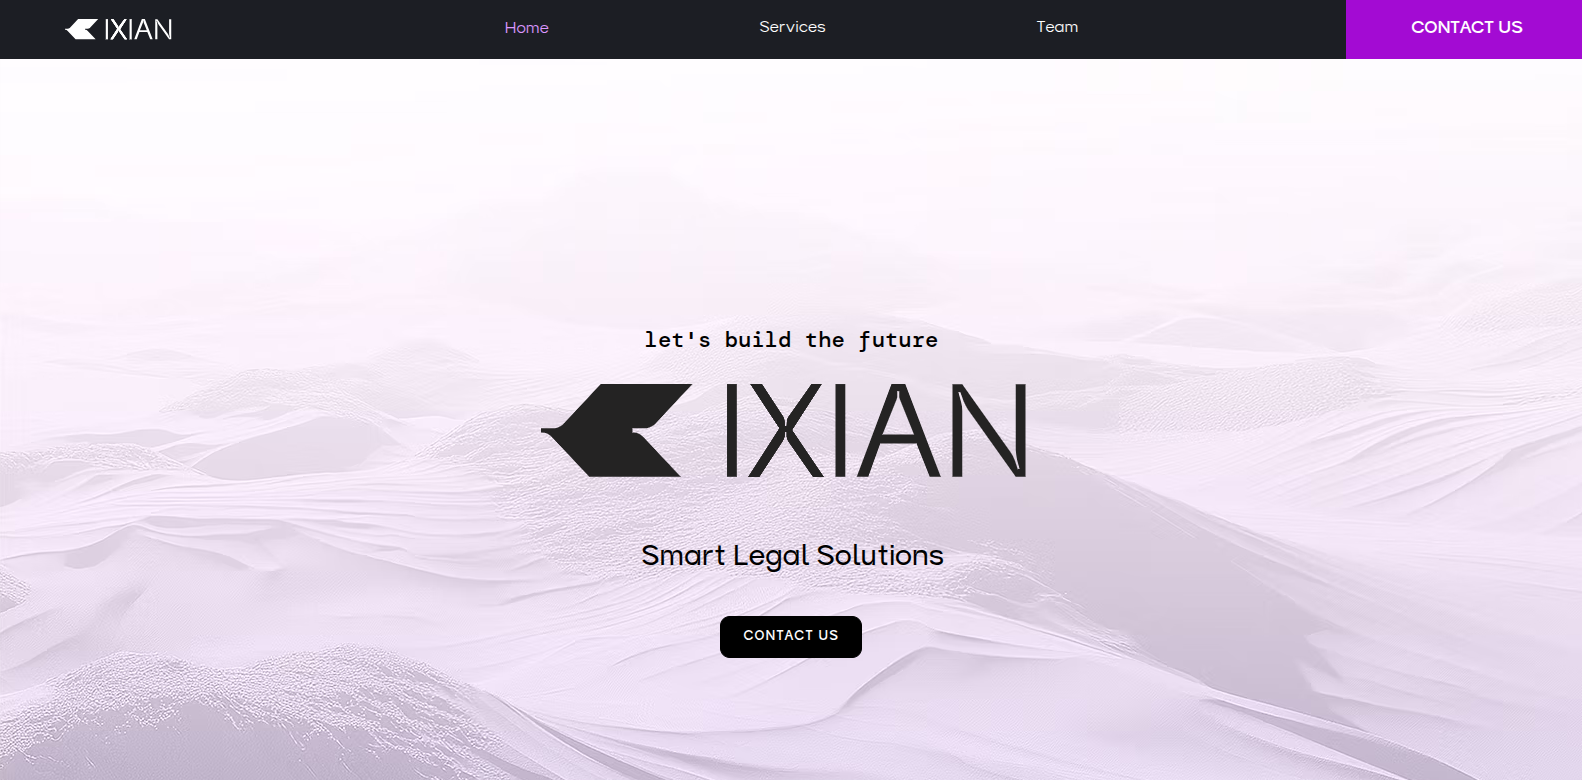 IXIAN
Home
Services
Team
CONTACT US
let's build the future
IXIAN
Smart Legal Solutions
CONTACT US